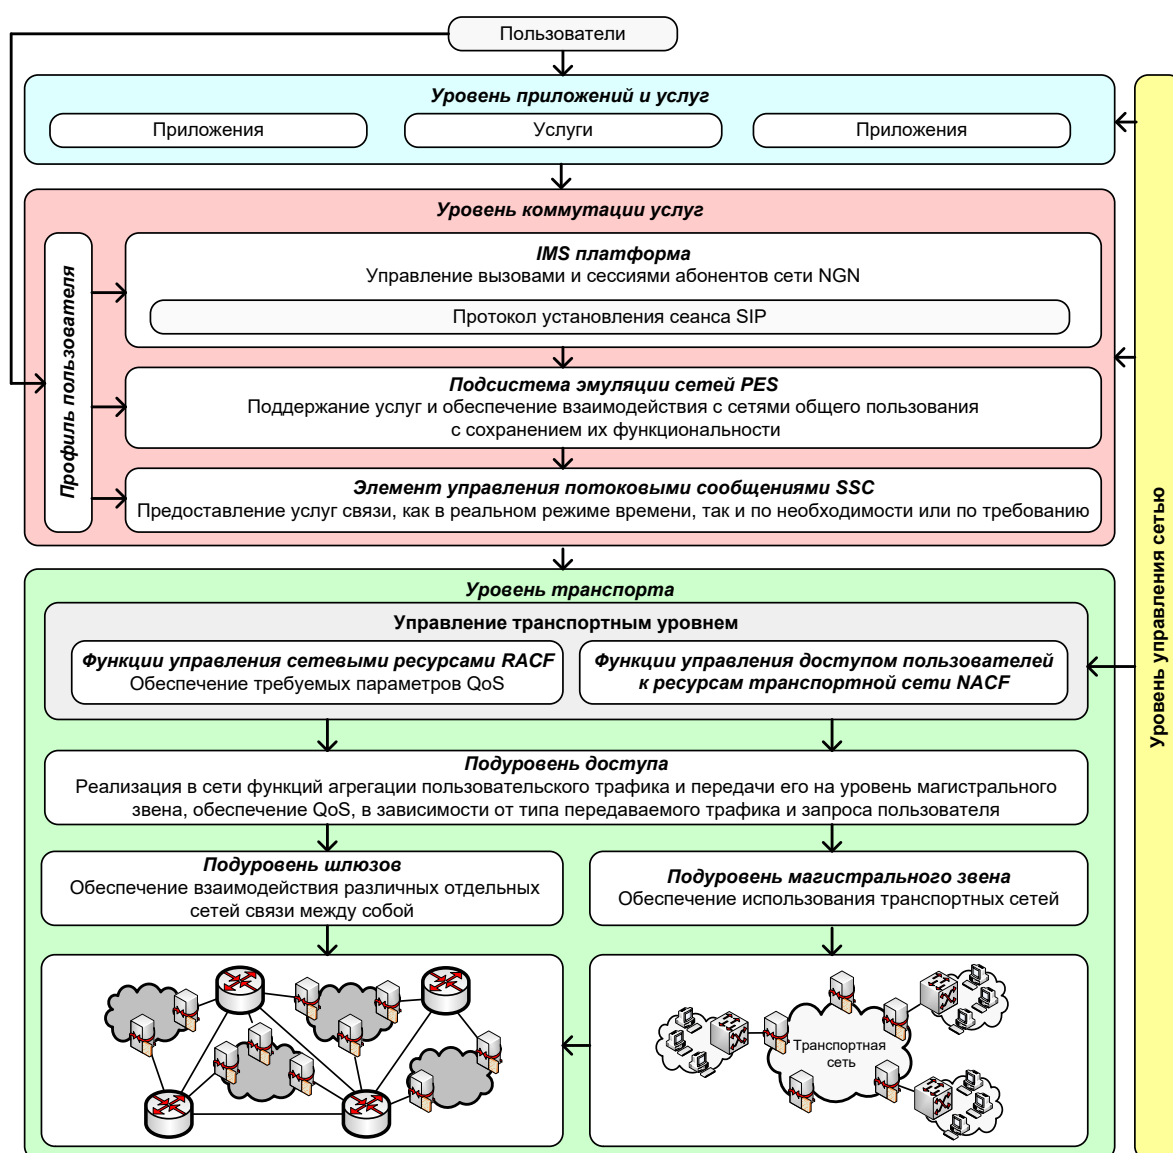 Пользователи
Уровень приложений и услуг
Приложения
Услуги
Приложения
Уровень коммутации услуг
Профиль пользователя
IMS платформа
Управление вызовами и сессиями абонентов сети NGN
Протокол установления сеанса SIP
Подсистема эмуляции сетей PES
Поддержание услуг и обеспечение взаимодействия с сетями общего пользования
с сохранением их функциональности
Элемент управления потоковыми сообщениями SSC
Предоставление услуг связи, как в реальном режиме времени, так и по необходимости или по требованию
Уровень транспорта
Управление транспортным уровнем
Функции управления сетевыми ресурсами RACF
Обеспечение требуемых параметров QoS
Функции управления доступом пользователей
к ресурсам транспортной сети NACF
Подуровень доступа
Реализация в сети функций агрегации пользовательского трафика и передачи его на уровень магистрального
звена, обеспечение QoS, в зависимости от типа передаваемого трафика и запроса пользователя
Подуровень шлюзов
Обеспечение взаимодействия различных отдельных
сетей связи между собой
Подуровень магистрального звена
Обеспечение использования транспортных сетей
Транспортная
сеть
Уровень управления сетью